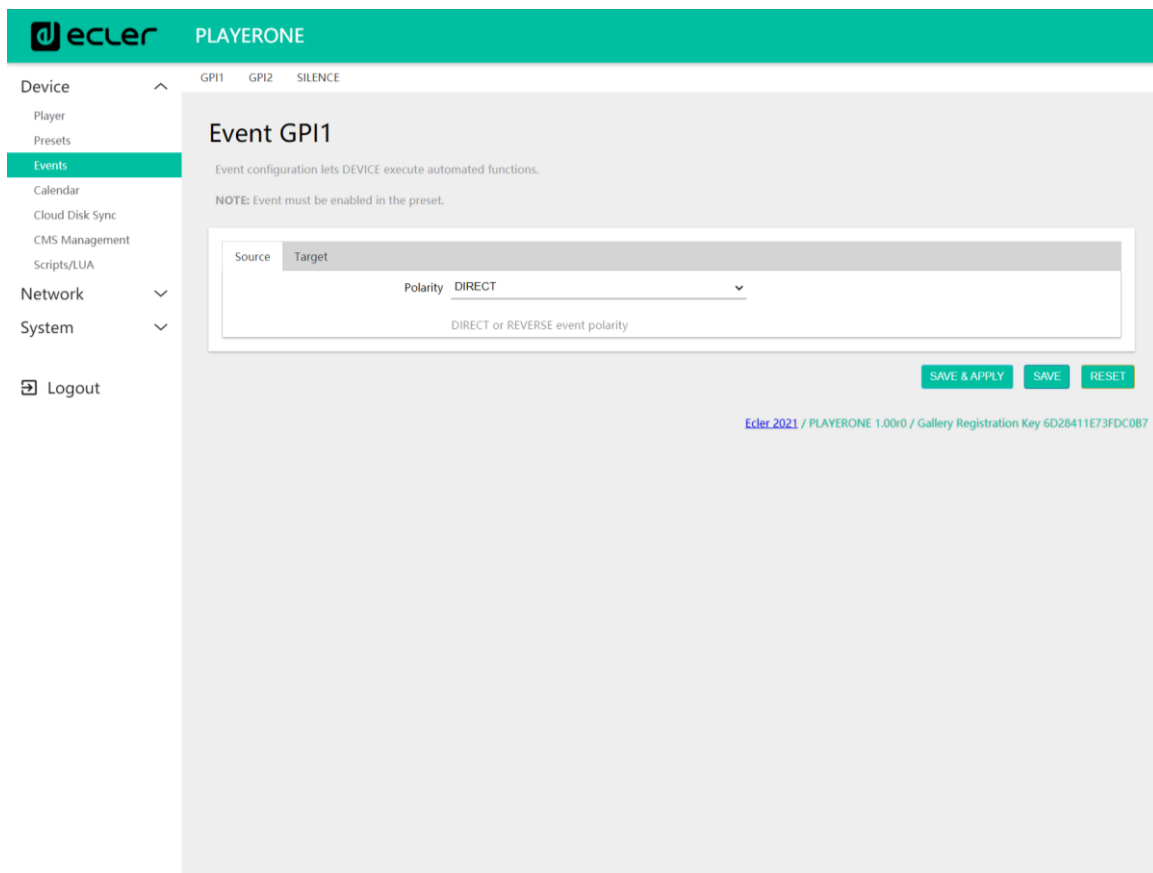 ecler PLAYERONE
Device
Player
Presets
Events
Calendar
Cloud Disk Sync
CMS Management
Scripts/LUA
Network
System
Logout
GPI1 GPI2 SILENCE
Event GPI1
Event configuration lets DEVICE execute automated functions.
NOTE: Event must be enabled in the preset.
Source Target
Polarity DIRECT
DIRECT or REVERSE event polarity
SAVE & APPLY SAVE RESET
Ecler 2021 / PLAYERONE 1.00r0 / Gallery Registration Key 6D28411E73FDC0B7